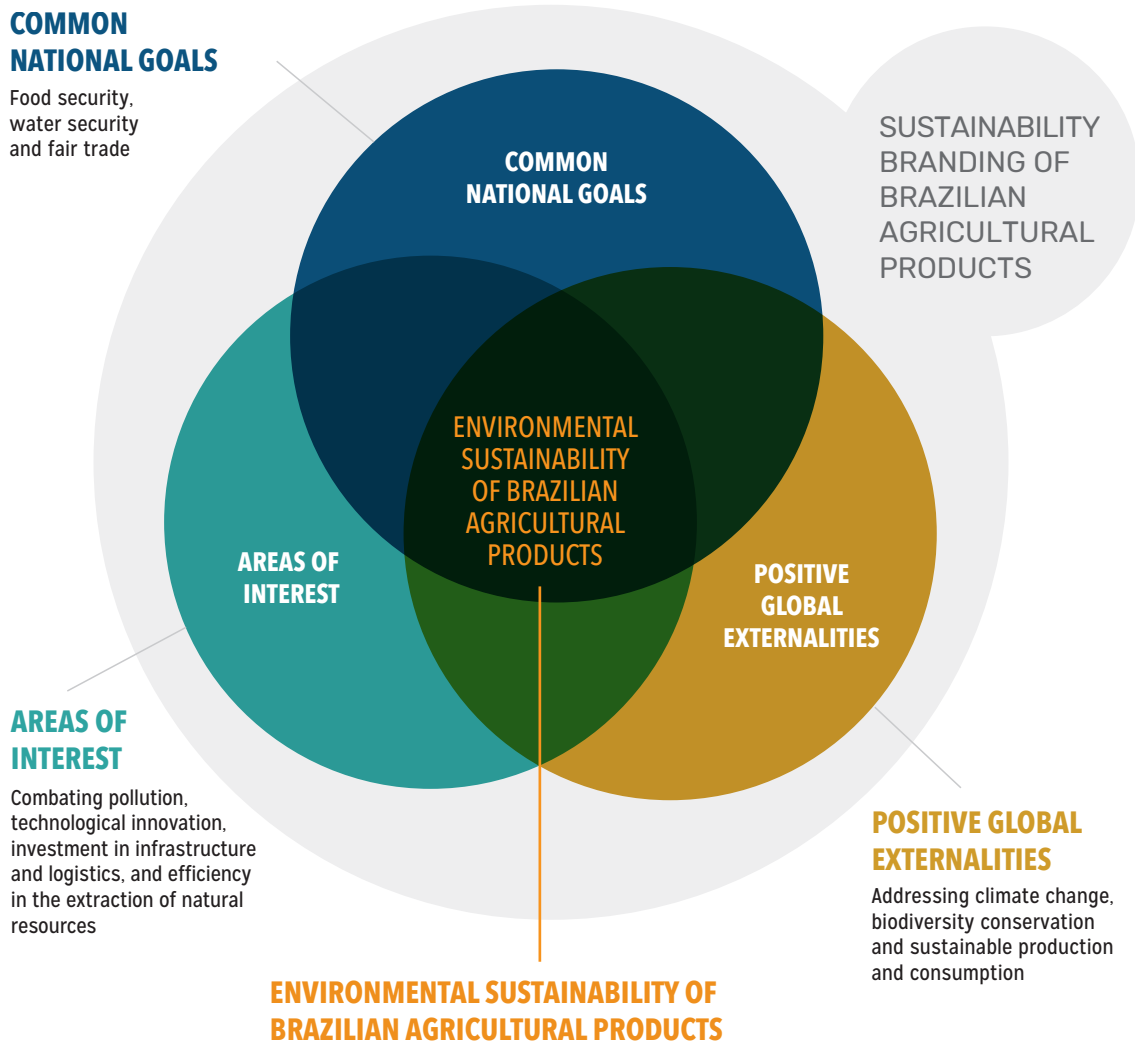 COMMON
NATIONAL GOALS
Food security,
water security
and fair trade
COMMON
NATIONAL GOALS
SUSTAINABILITY
BRANDING OF
BRAZILIAN
AGRICULTURAL
PRODUCTS
ENVIRONMENTAL
SUSTAINABILITY
OF BRAZILIAN
AGRICULTURAL
PRODUCTS
AREAS OF
INTEREST
POSITIVE
GLOBAL
EXTERNALITIES
AREAS OF
INTEREST
Combating pollution,
technological innovation,
investment in infrastructure
and logistics, and efficiency
in the extraction of natural
resources
POSITIVE GLOBAL
EXTERNALITIES
Addressing climate change,
biodiversity conservation
and sustainable production
and consumption
ENVIRONMENTAL SUSTAINABILITY OF
BRAZILIAN AGRICULTURAL PRODUCTS